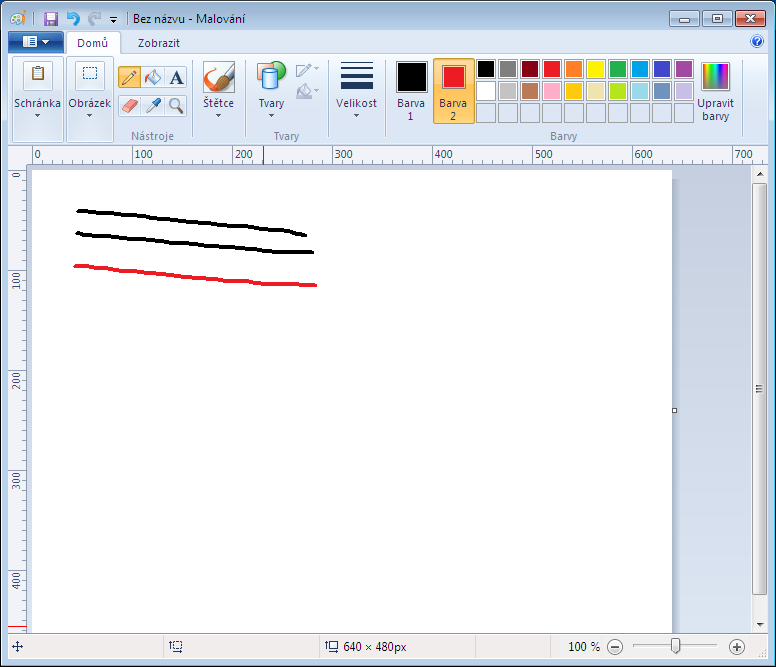 Bez názvu - Malování
Domů Zobrazit
Schránka Obrázek A Štětce Tvary Velikost Barva 1 Barva 2 Upravit barvy
Nástroje Tvary Barvy
0 100 200 300 400 500 600 700
0
100
200
300
400
640 × 480px 100 %